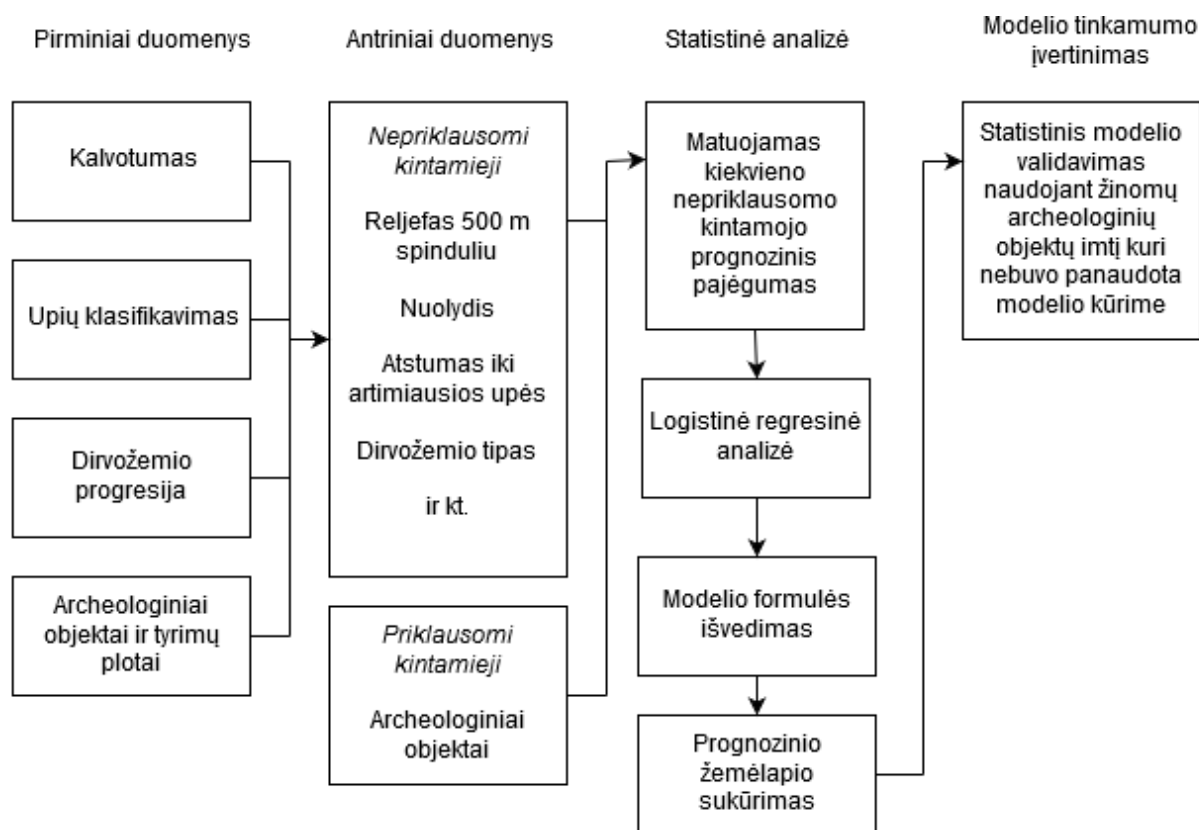 Pirminiai duomenys
Kalvotumas
Upių klasifikavimas
Dirvožemio
progresija
Archeologiniai
objektai ir tyrimų
plotai
Antriniai duomenys
Nepriklausomi
kintamieji
Reljefas 500 m
spinduliu
Nuolydis
Atstumas iki
artimiausios upės
Dirvožemio tipas
ir kt.
Priklausomi
kintamieji
Archeologiniai
objektai
Statistinė analizė
Matuojamas
kiekvieno
nepriklausomo
kintamojo
prognozinis
pajėgumas
Logistinė regresinė
analizė
Modelio formulės
išvedimas
Prognozinio
žemėlapio
sukūrimas
Modelio tinkamumo
įvertinimas
Statistinis modelio
validavimas
naudojant žinomų
archeologinių
objektų imtį kuri
nebuvo panaudota
modelio kūrime